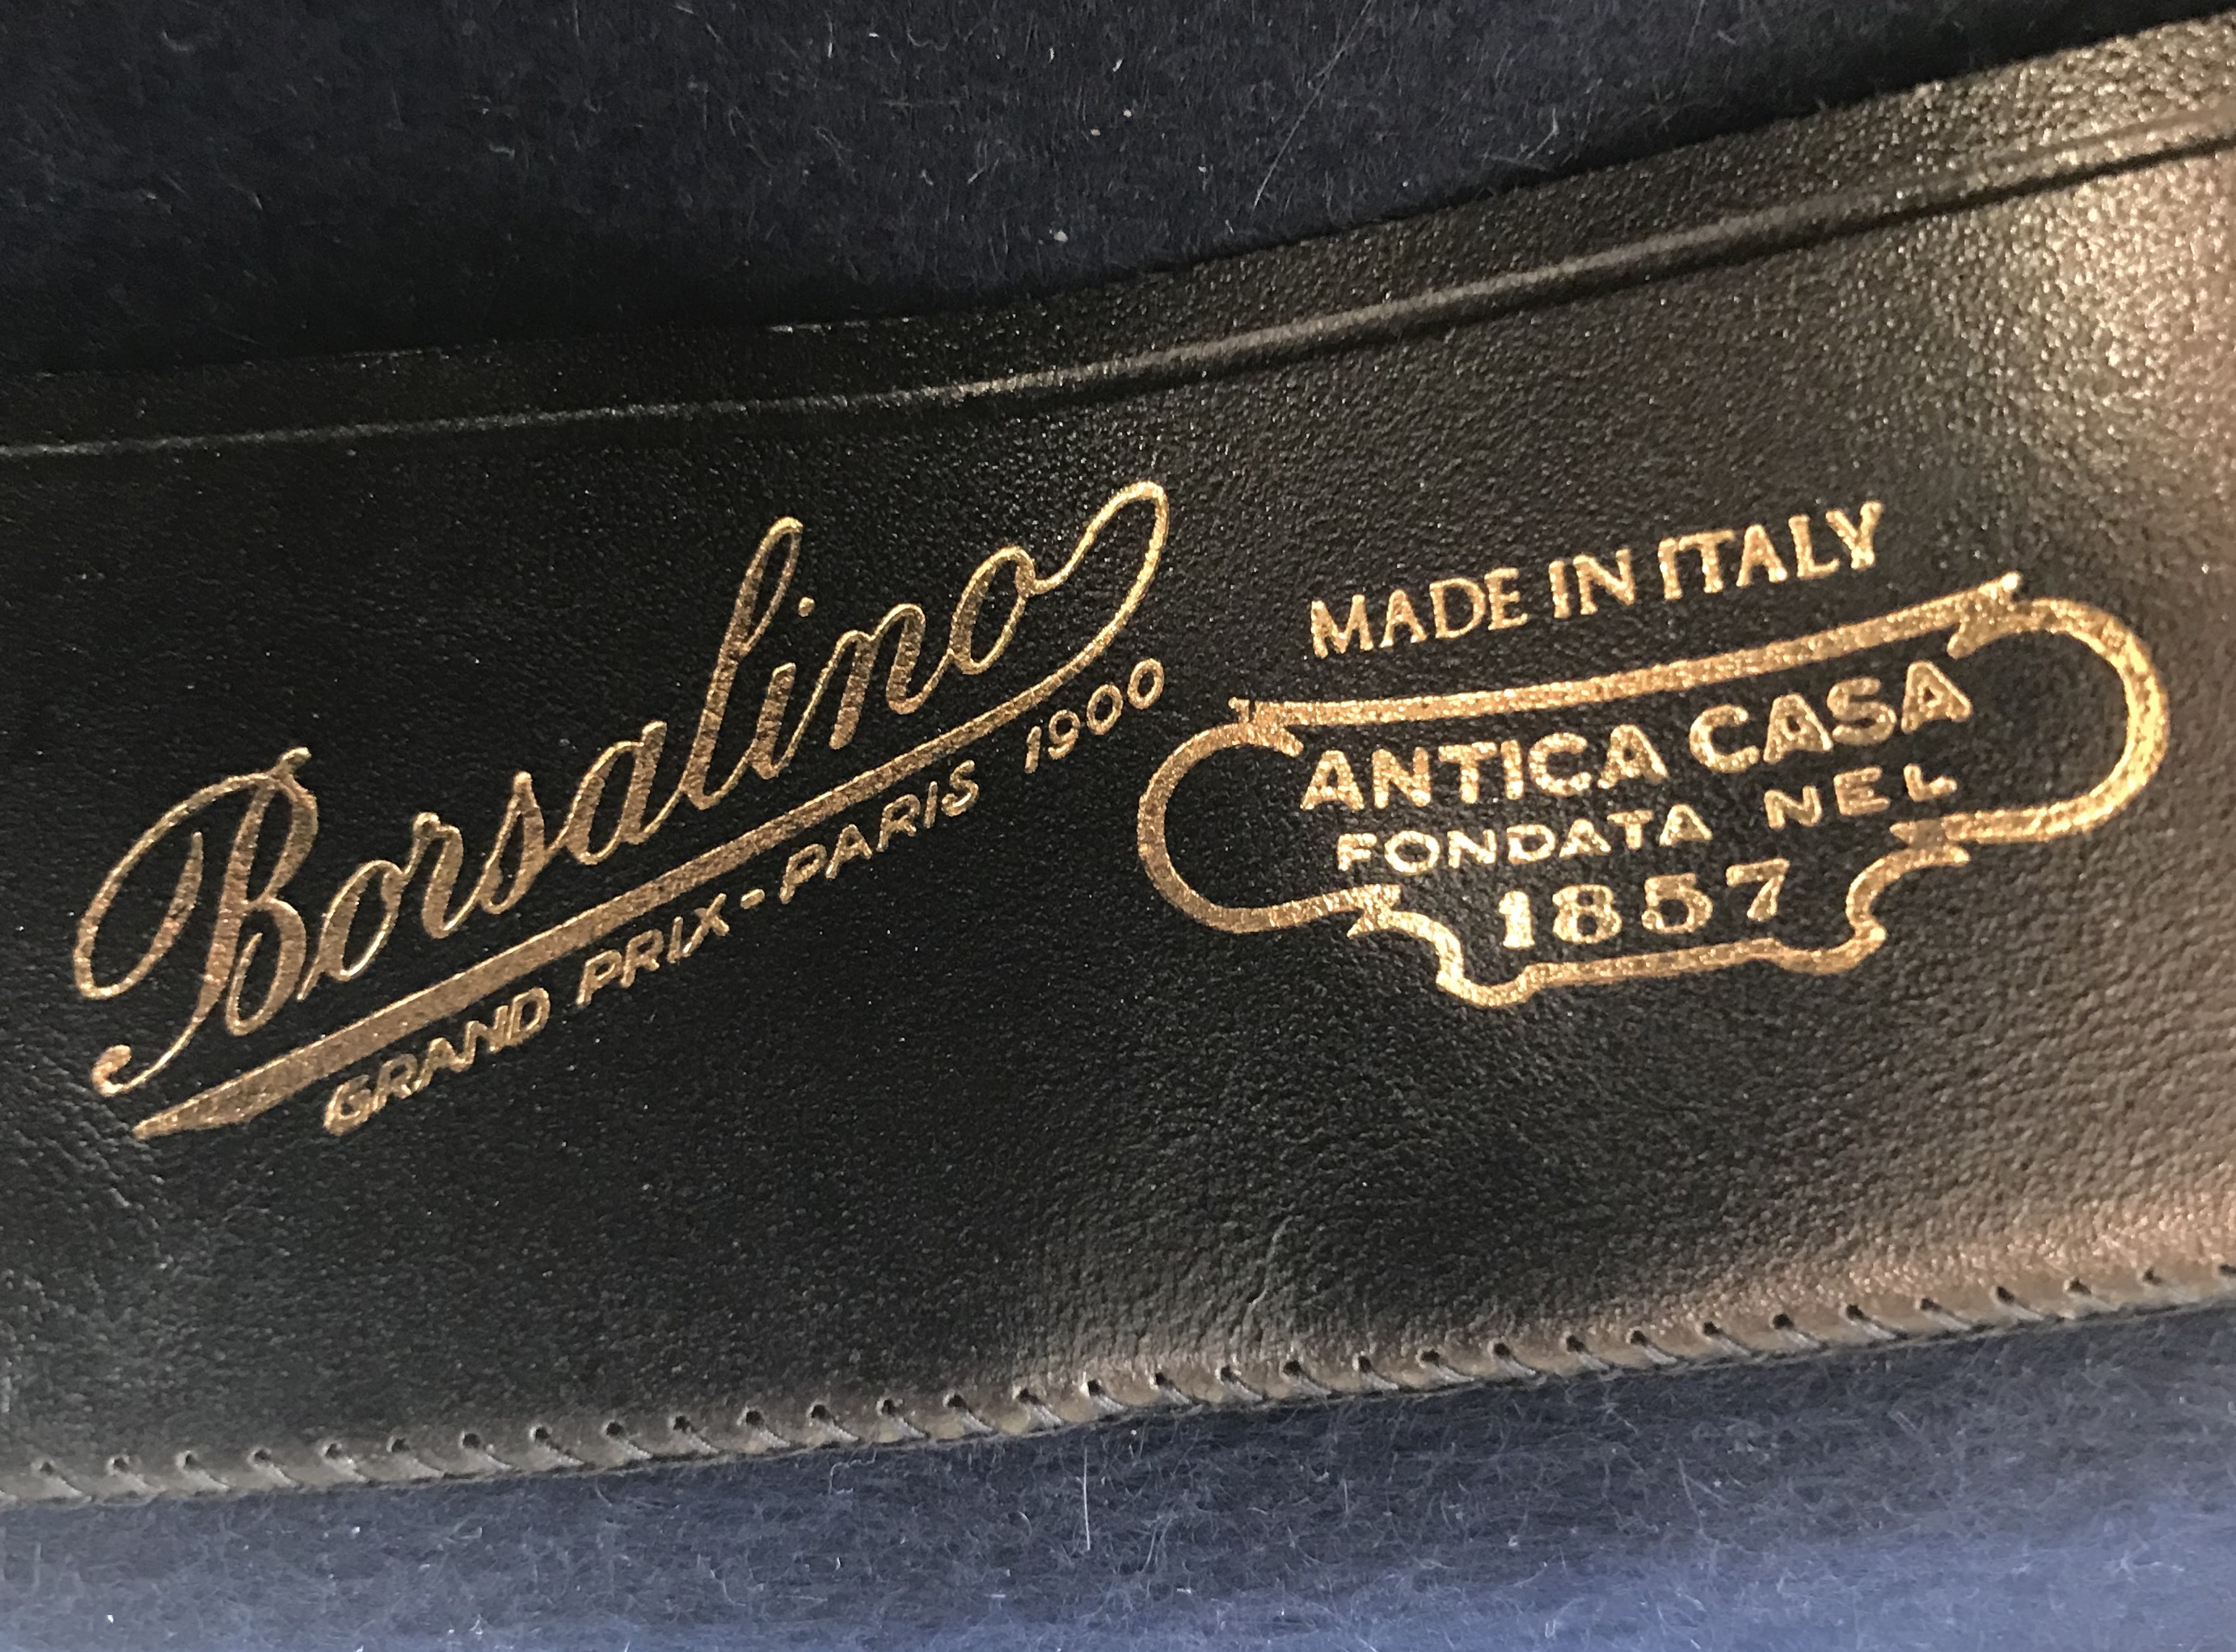 Borsalino
GRAND PRIX-PARIS 1900
MADE IN ITALY
ANTICA CASA
FONDATA NEL
1857